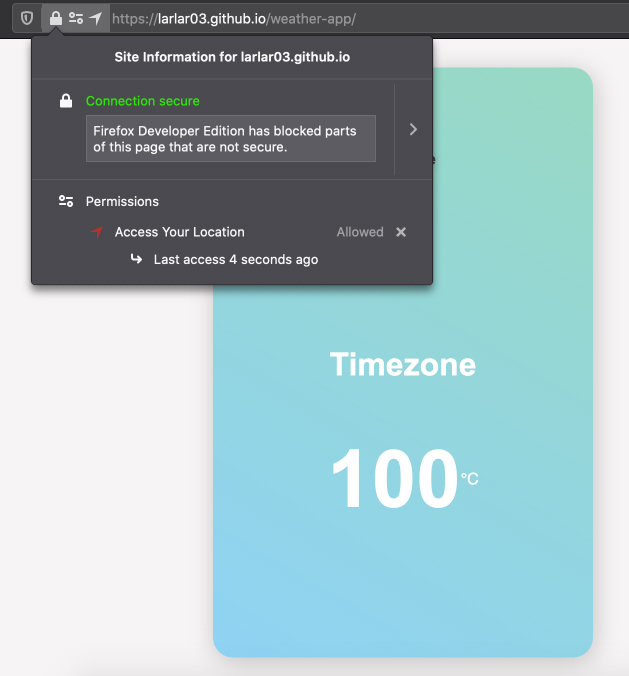 https://larlar03.github.io/weather-app/
Site Information for larlar03.github.io
Connection secure
Firefox Developer Edition has blocked parts
of this page that are not secure.
Permissions
Access Your Location Allowed
Last access 4 seconds ago
Timezone
100 °C